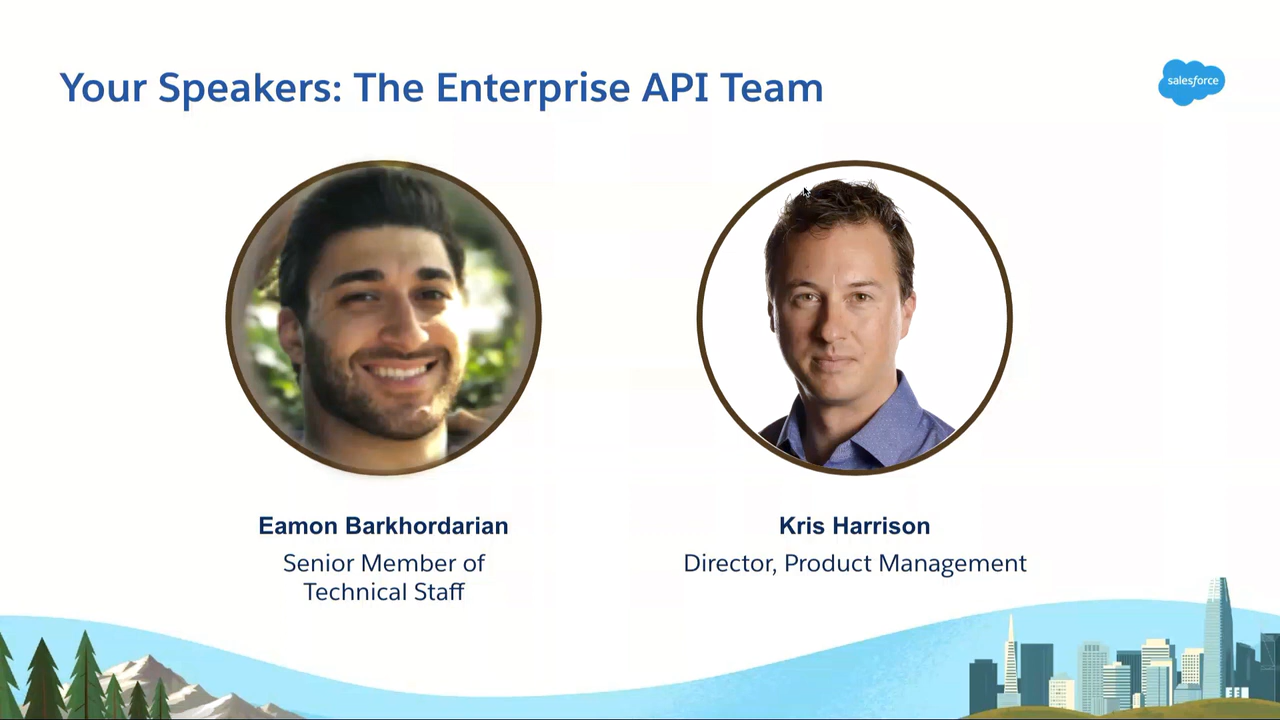 Your Speakers: The Enterprise API Team
salesforce
Eamon Barkhordarian
Senior Member of
Technical Staff
Kris Harrison
Director, Product Management